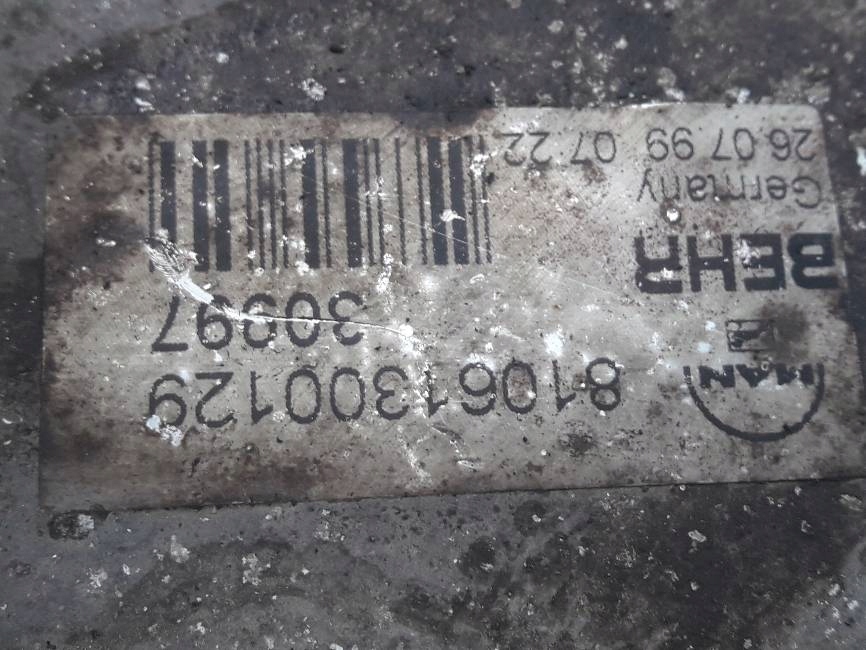 MAN
81061300129
30997
BEHR
Germany
26.07.99 07.22